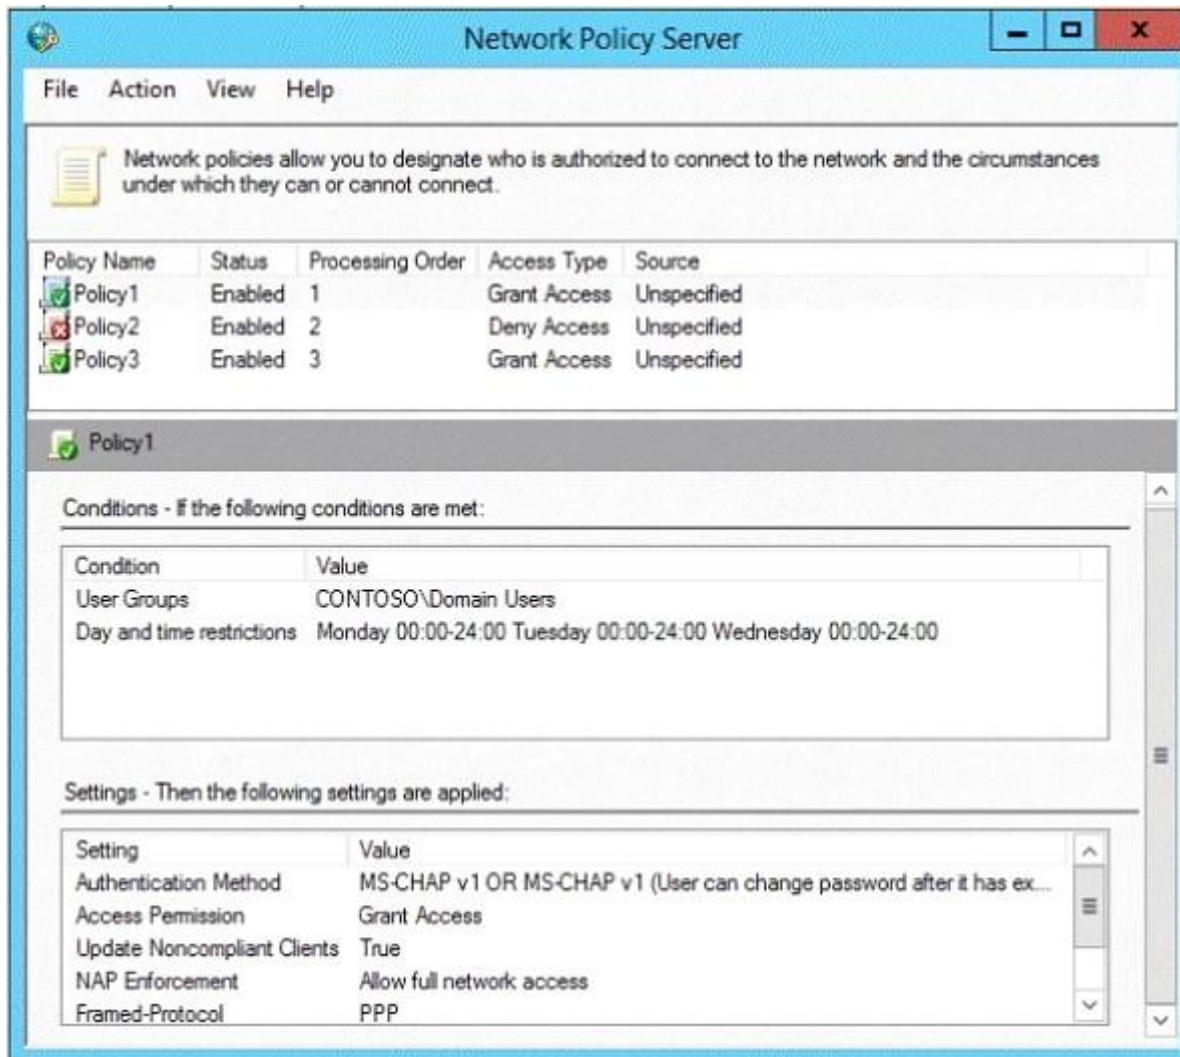 Network Policy Server
File Action View Help
Network policies allow you to designate who is authorized to connect to the network and the circumstances
under which they can or cannot connect.
Policy Name Status Processing Order Access Type Source
Policy1 Enabled 1 Grant Access Unspecified
Policy2 Enabled 2 Deny Access Unspecified
Policy3 Enabled 3 Grant Access Unspecified
Policy1
Conditions - If the following conditions are met:
Condition Value
User Groups CONTOSO\Domain Users
Day and time restrictions Monday 00:00-24:00 Tuesday 00:00-24:00 Wednesday 00:00-24:00
Settings - Then the following settings are applied:
Setting Value
Authentication Method MS-CHAP v1 OR MS-CHAP v1 (User can change password after it has ex...
Access Permission Grant Access
Update Noncompliant Clients True
NAP Enforcement Allow full network access
Framed-Protocol PPP